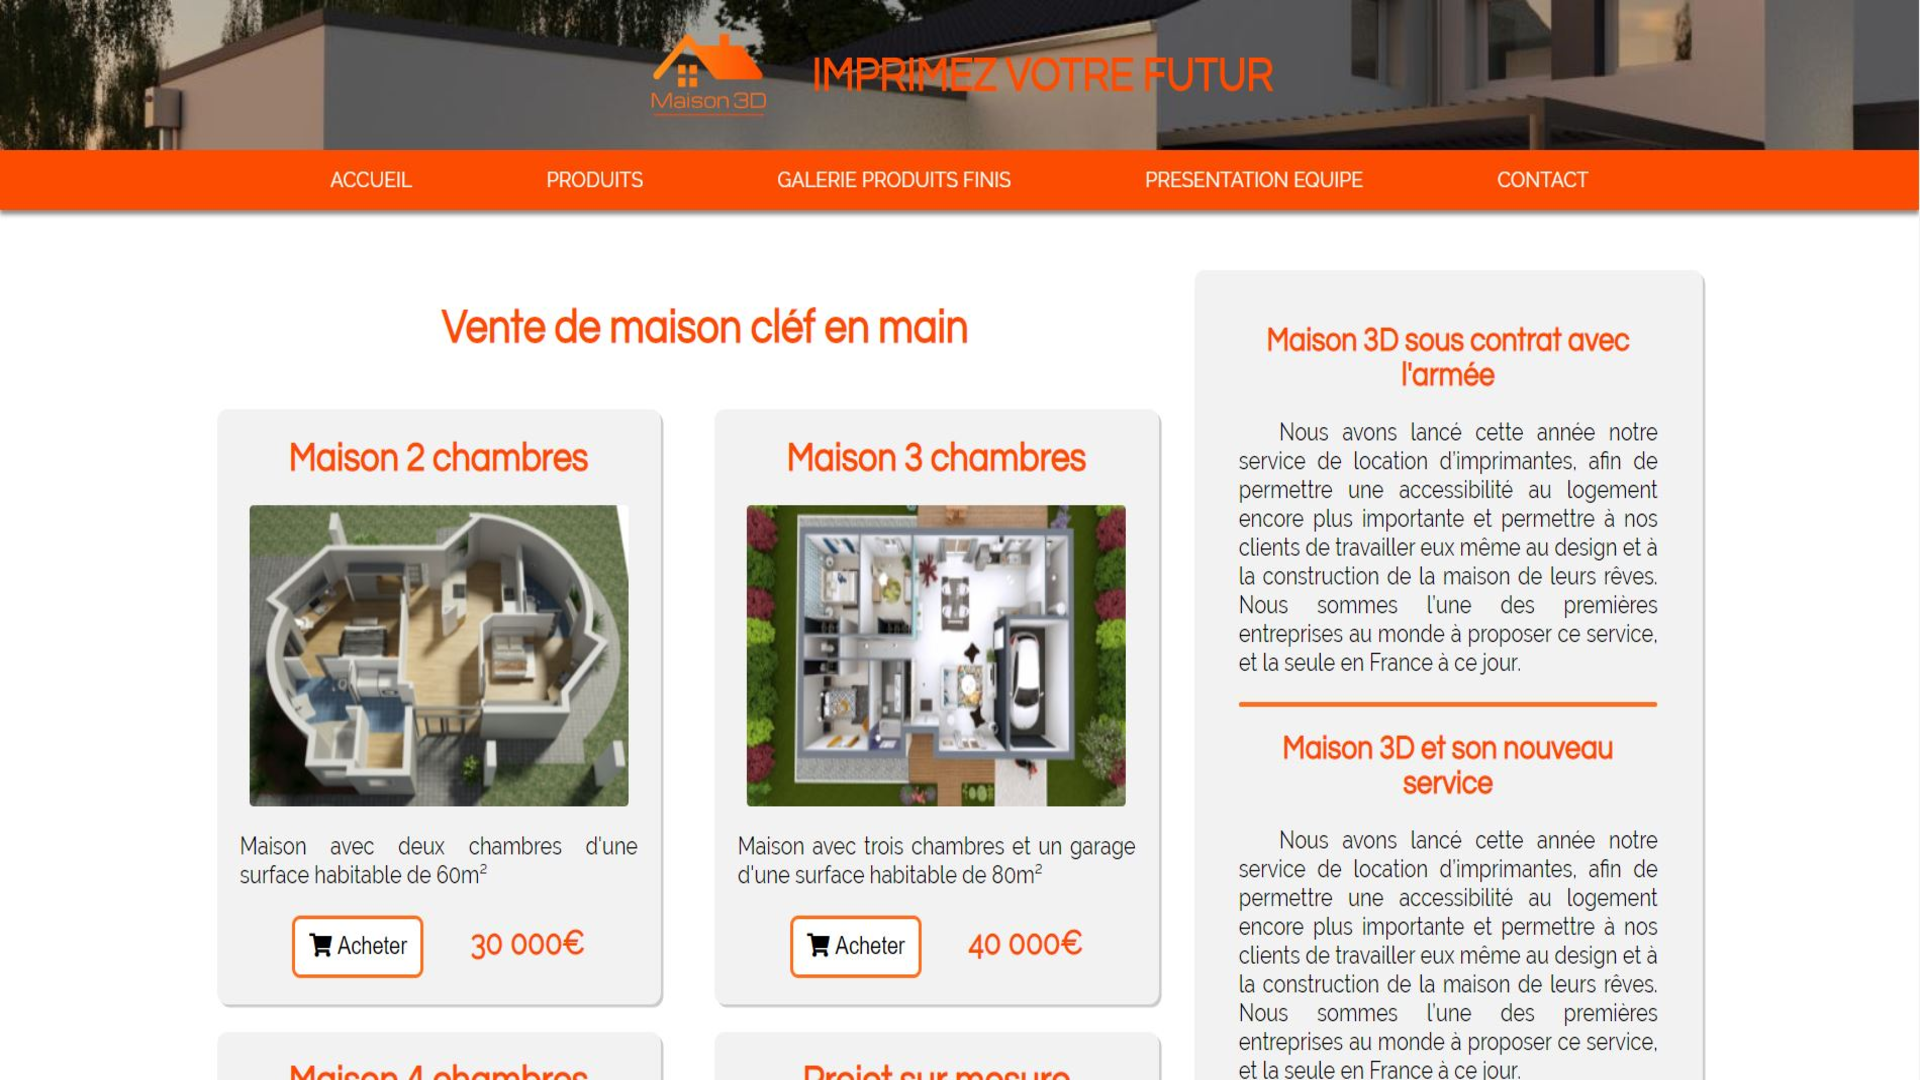 Maison 3D
IMPRIMEZ VOTRE FUTUR
ACCUEIL
PRODUITS
GALERIE PRODUITS FINIS
PRESENTATION EQUIPE
CONTACT
Vente de maison cléf en main
Maison 2 chambres
Maison avec deux chambres d'une
surface habitable de 60m²
Acheter
30 000€
Maison 3 chambres
Maison avec trois chambres et un garage
d'une surface habitable de 80m²
Acheter
40 000€
Maison 4 chambres
Projet sur mesure
Maison 3D sous contrat avec
l'armée
Nous avons lancé cette année notre
service de location d'imprimantes, afin de
permettre une accessibilité au logement
encore plus importante et permettre à nos
clients de travailler eux même au design et à
la construction de la maison de leurs rêves.
Nous sommes l'une des premières
entreprises au monde à proposer ce service,
et la seule en France à ce jour.
Maison 3D et son nouveau
service
Nous avons lancé cette année notre
service de location d'imprimantes, afin de
permettre une accessibilité au logement
encore plus importante et permettre à nos
clients de travailler eux même au design et à
la construction de la maison de leurs rêves.
Nous sommes l'une des premières
entreprises au monde à proposer ce service,
et la seule en France à ce jour.